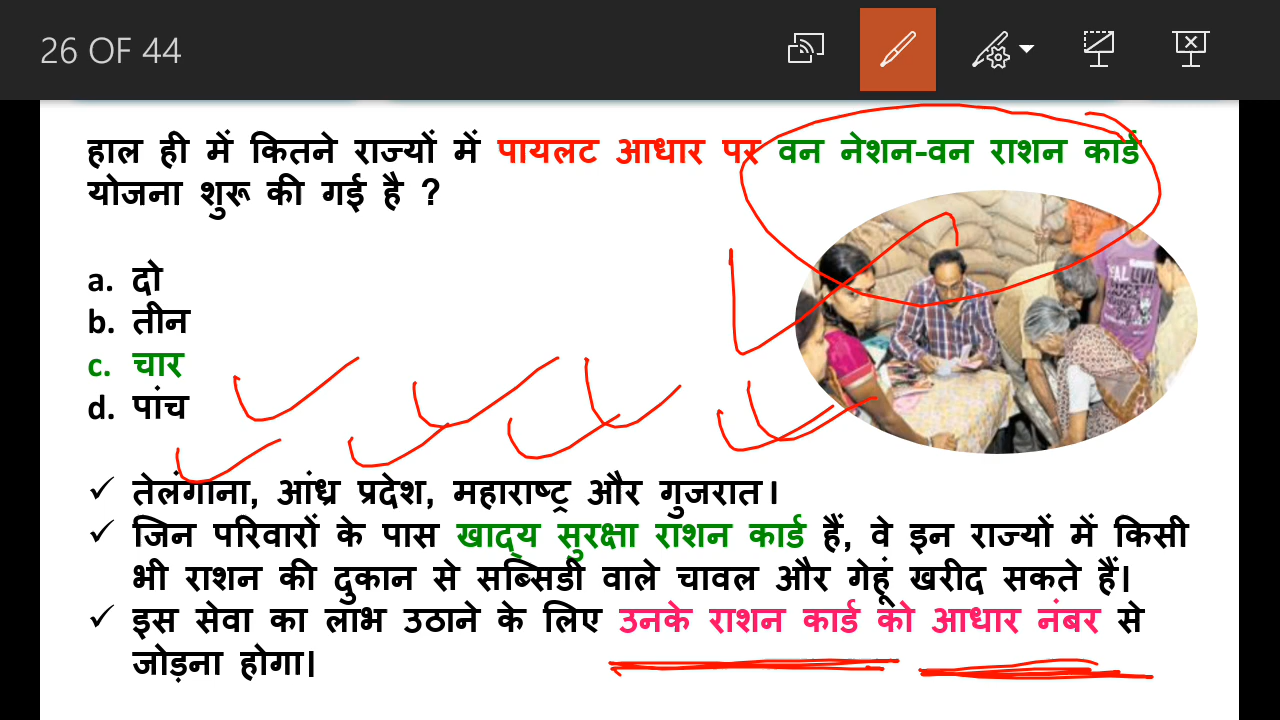 26 OF 44
हाल ही में कितने राज्यों में पायलट आधार पर वन नेशन-वन राशन कार्ड
योजना शुरू की गई है ?
a. दो
b. तीन
c. चार
d. पांच
✓ तेलंगाना, आंध्र प्रदेश, महाराष्ट्र और गुजरात।
✓ जिन परिवारों के पास खाद्य सुरक्षा राशन कार्ड हैं, वे इन राज्यों में किसी
भी राशन की दुकान से सब्सिडी वाले चावल और गेहूं खरीद सकते हैं।
✓ इस सेवा का लाभ उठाने के लिए उनके राशन कार्ड को आधार नंबर से
जोड़ना होगा।